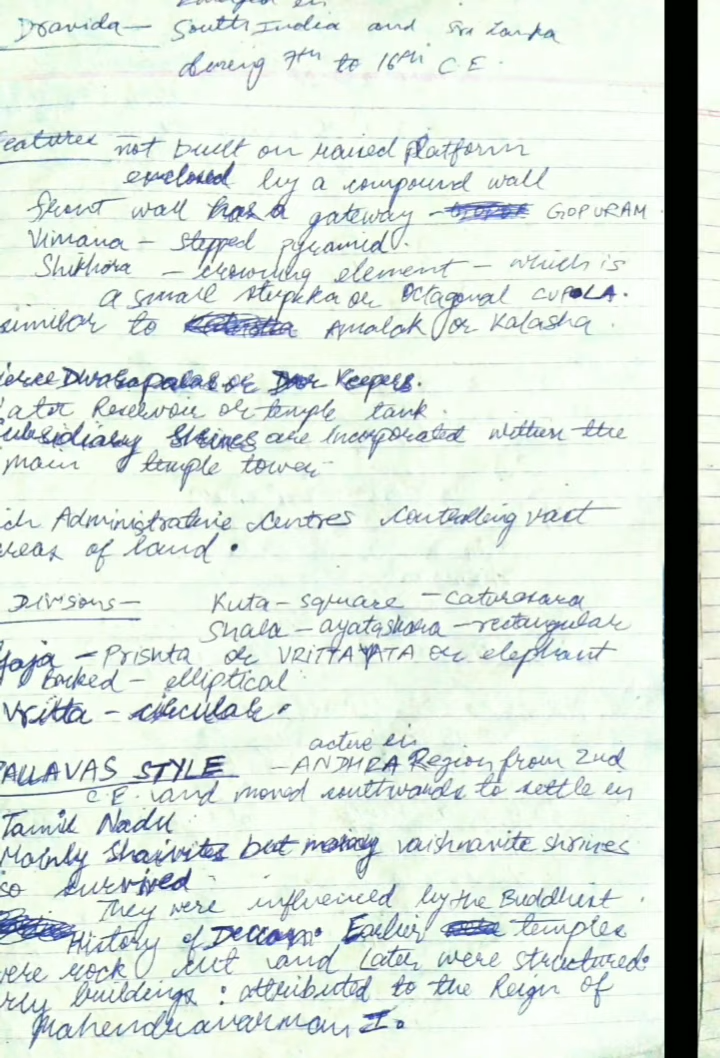 Dravida — South India and Sri Lanka
during 7th to 16th C.E.
Features not built on raised Platform
enclosed by a compound wall
front wall has a gateway - GOPURAM
Vimana - stepped pyramid.
Shikhora - crowning element - which is
a small stupika or Octagonal CUPOLA.
similar to Amalak or Kalasha.
Dwarapalas or Door Keepers.
Reservoir or temple tank.
Subsidiary Shrines are Incorporated within the
main temple tower
Administrative Centres controlling vast
areas of land.
Divisons - Kuta - square - caturasara
Shala - ayatashara - rectangular
Gaja - Prishta or VRITTAYATA or elephant
backed - elliptical
Vritta - circular.
PALLAVAS STYLE - active in
ANDHRA Region from 2nd
C.E. and moved southwards to settle in
Tamil Nadu
Mainly Shaivites but many vaishnavite shrines
so survived
They were influenced by the Buddhist
History of Deccan. Earlier temples
were rock cut and Later were structured.
rly buildings : attributed to the Reign of
Mahendravarman I.